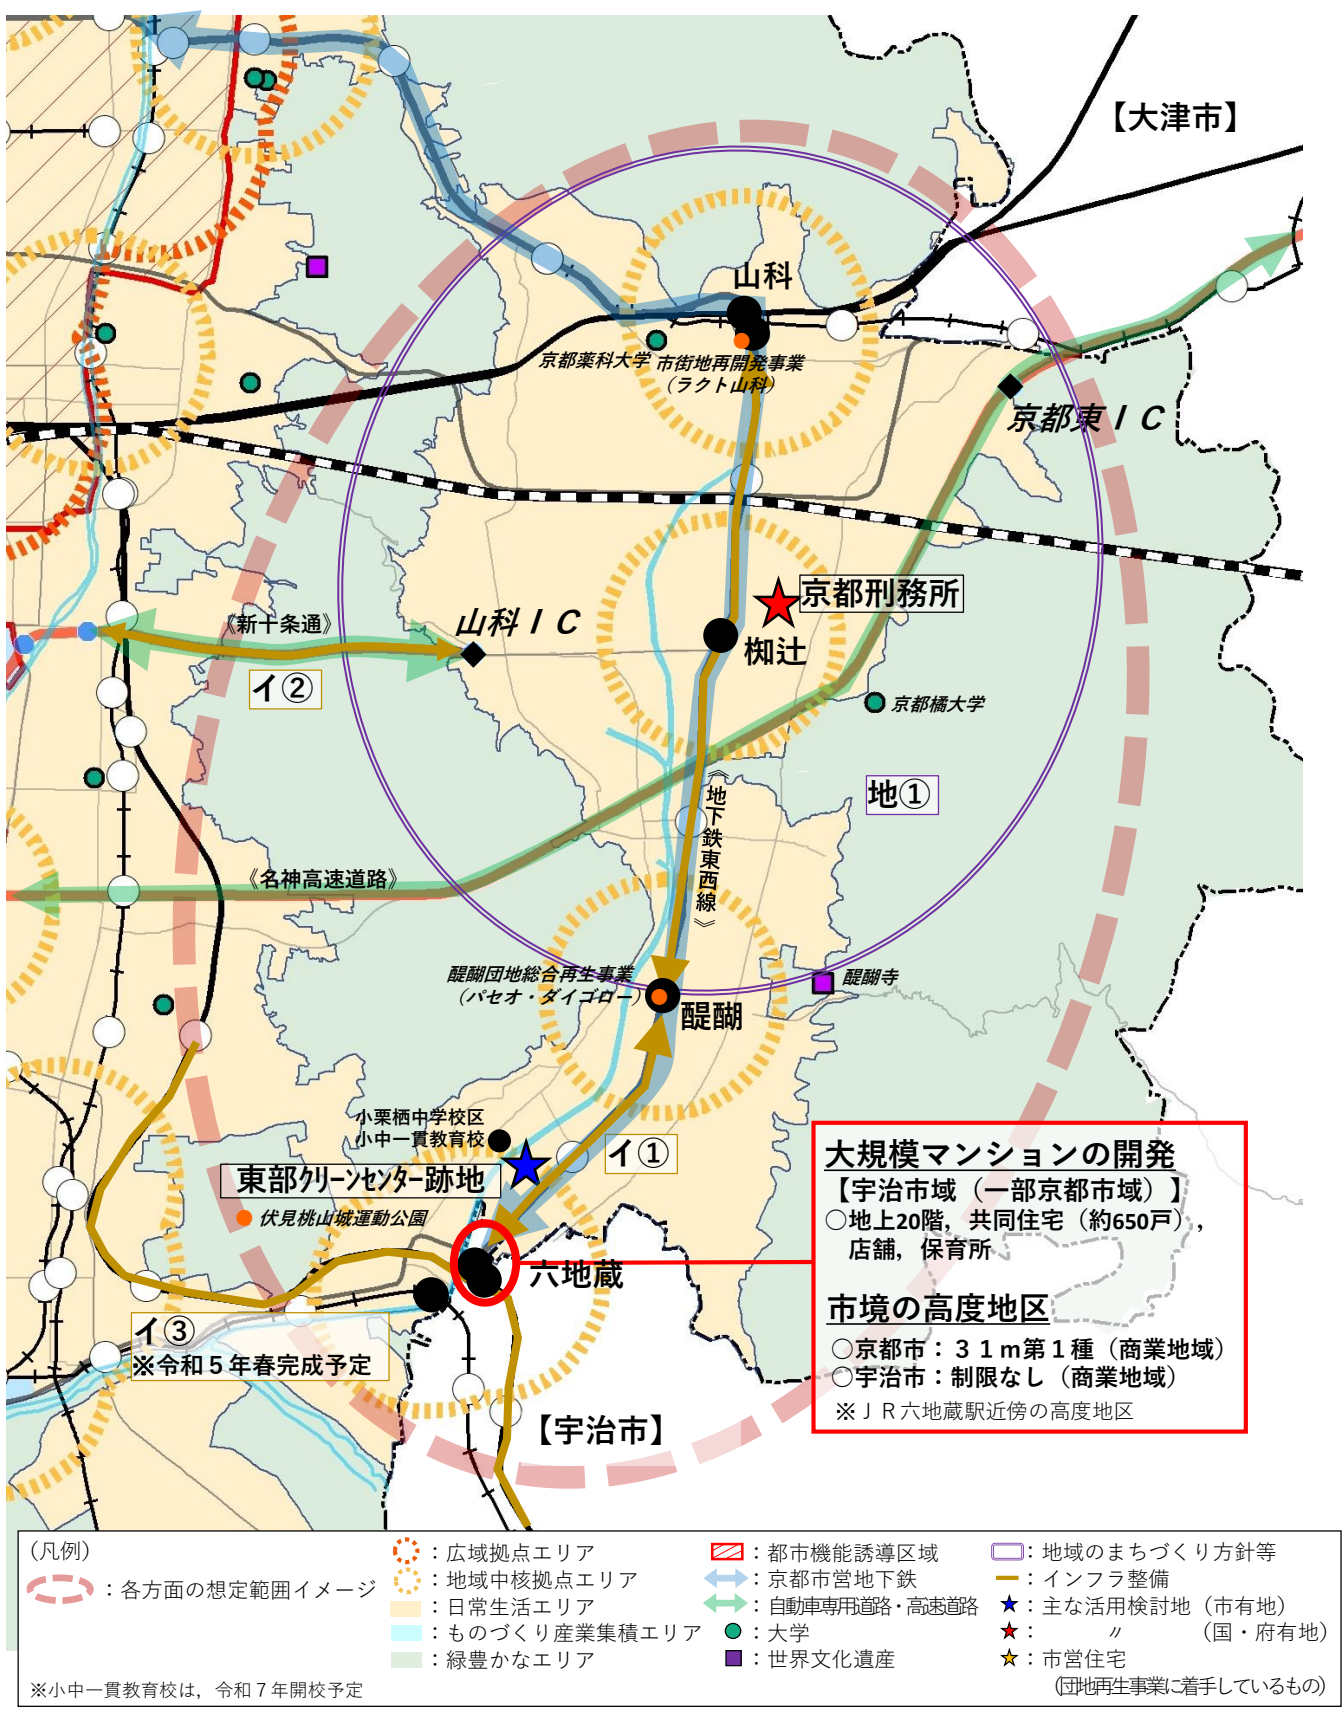 【大津市】
山科
京都薬科大学
市街地再開発事業
（ラクト山科）
京都東ＩＣ
京都刑務所
《新十条通》
山科ＩＣ
椥辻
イ②
京都橘大学
地①
《地下鉄東西線》
《名神高速道路》
醍醐団地総合再生事業
（パセオ・ダイゴロー）
醍醐寺
醍醐
小栗栖中学校区
小中一貫教育校
イ①
東部クリーンセンター跡地
伏見桃山城運動公園
六地蔵
イ③
※令和５年春完成予定
【宇治市】
大規模マンションの開発
【宇治市域（一部京都市域）】
○地上20階，共同住宅（約650戸），
店舗，保育所
市境の高度地区
○京都市：３１ｍ第１種（商業地域）
○宇治市：制限なし（商業地域）
※ＪＲ六地蔵駅近傍の高度地区
（凡例）
：各方面の想定範囲イメージ
※小中一貫教育校は，令和７年開校予定
：広域拠点エリア
：地域中核拠点エリア
：日常生活エリア
：ものづくり産業集積エリア
：緑豊かなエリア
：都市機能誘導区域
：京都市営地下鉄
：自動車専用道路・高速道路
：大学
：世界文化遺産
：地域のまちづくり方針等
：インフラ整備
：主な活用検討地（市有地）
：　　〃　　（国・府有地）
：市営住宅
（団地再生事業に着手しているもの）